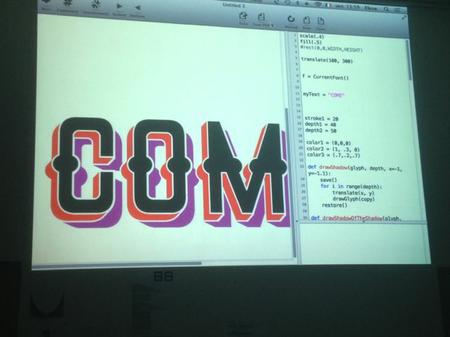 Untitled 2
COM
scale(.4)
fill(.5)
#rect(0,0,WIDTH,HEIGHT)
translate(100, 300)
f = CurrentFont()
myText = "COME"
stroke1 = 20
depth1 = 40
depth2 = 50
color1 = (0,0,0)
color2 = (1, .3, 0)
color3 = (.7,.2,.7)
def drawShadow(glyph, depth, x=-1,
y=-1.1):
save()
for i in range(depth):
translate(x, y)
drawGlyph(copy)
restore()
def drawShadowOfTheShadow(glyph,